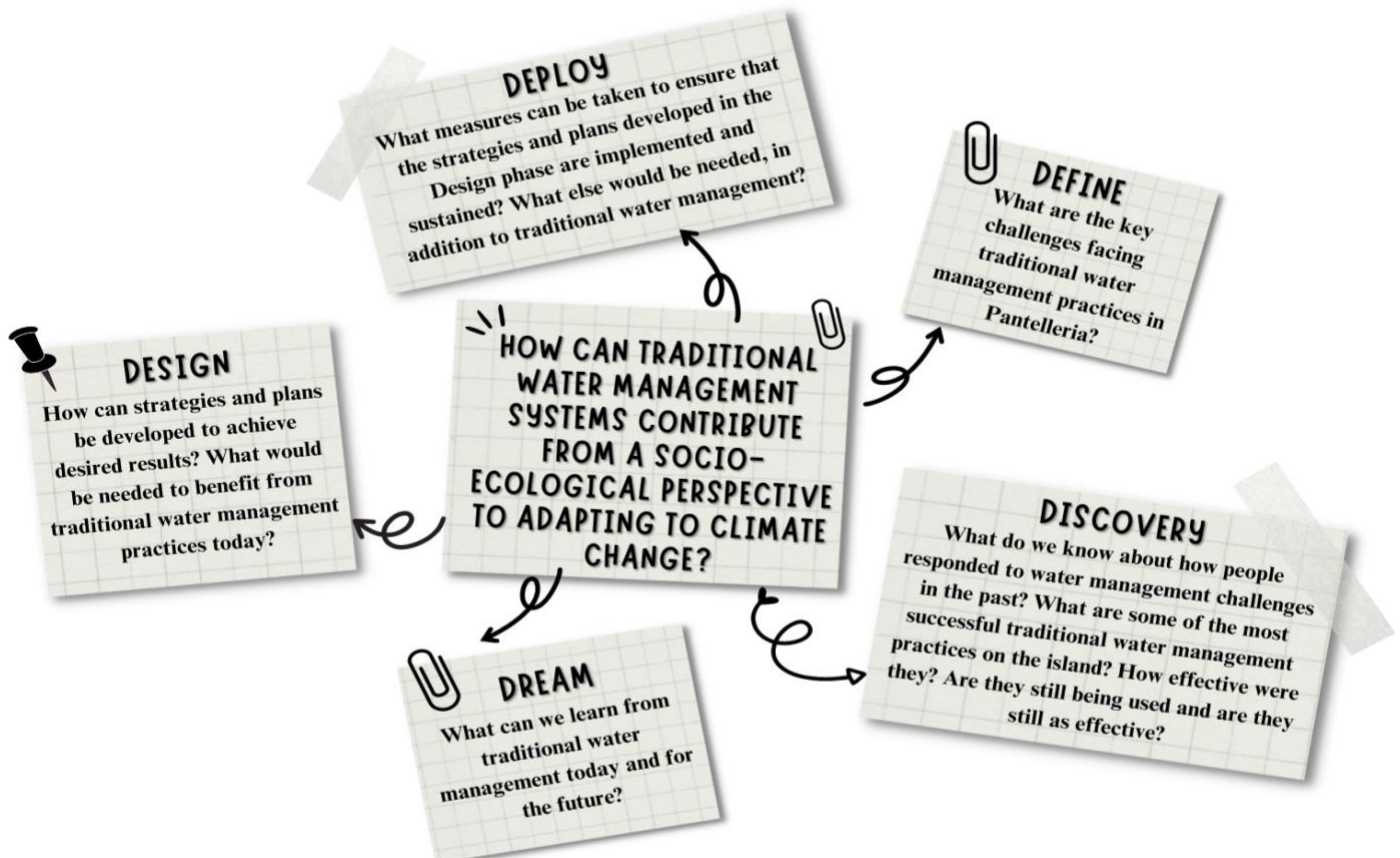 DEPLOY
What measures can be taken to ensure that
the strategies and plans developed in the
Design phase are implemented and
sustained? What else would be needed, in
addition to traditional water management?
DEFINE
What are the key
challenges facing
traditional water
management practices in
Pantelleria?
HOW CAN TRADITIONAL
WATER MANAGEMENT
SYSTEMS CONTRIBUTE
FROM A SOCIO-
ECOLOGICAL PERSPECTIVE
TO ADAPTING TO CLIMATE
CHANGE?
DESIGN
How can strategies and plans
be developed to achieve
desired results? What would
be needed to benefit from
traditional water management
practices today?
DISCOVERY
What do we know about how people
responded to water management challenges
in the past? What are some of the most
successful traditional water management
practices on the island? How effective were
they? Are they still being used and are they
still as effective?
DREAM
What can we learn from
traditional water
management today and for
the future?